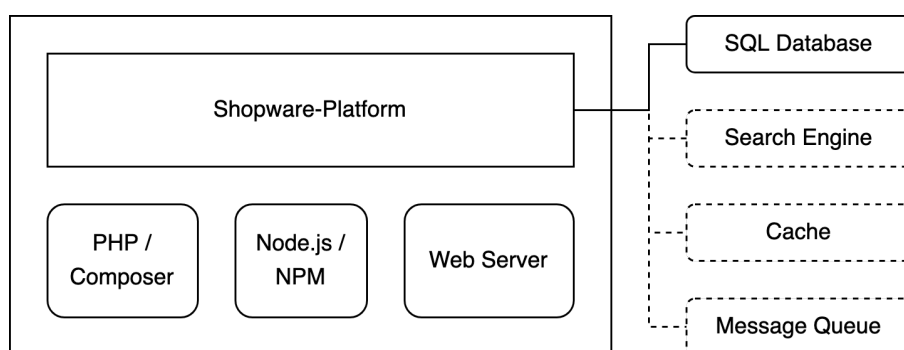 Shopware-Platform
PHP /
Composer
Node.js /
NPM
Web Server
SQL Database
Search Engine
Cache
Message Queue